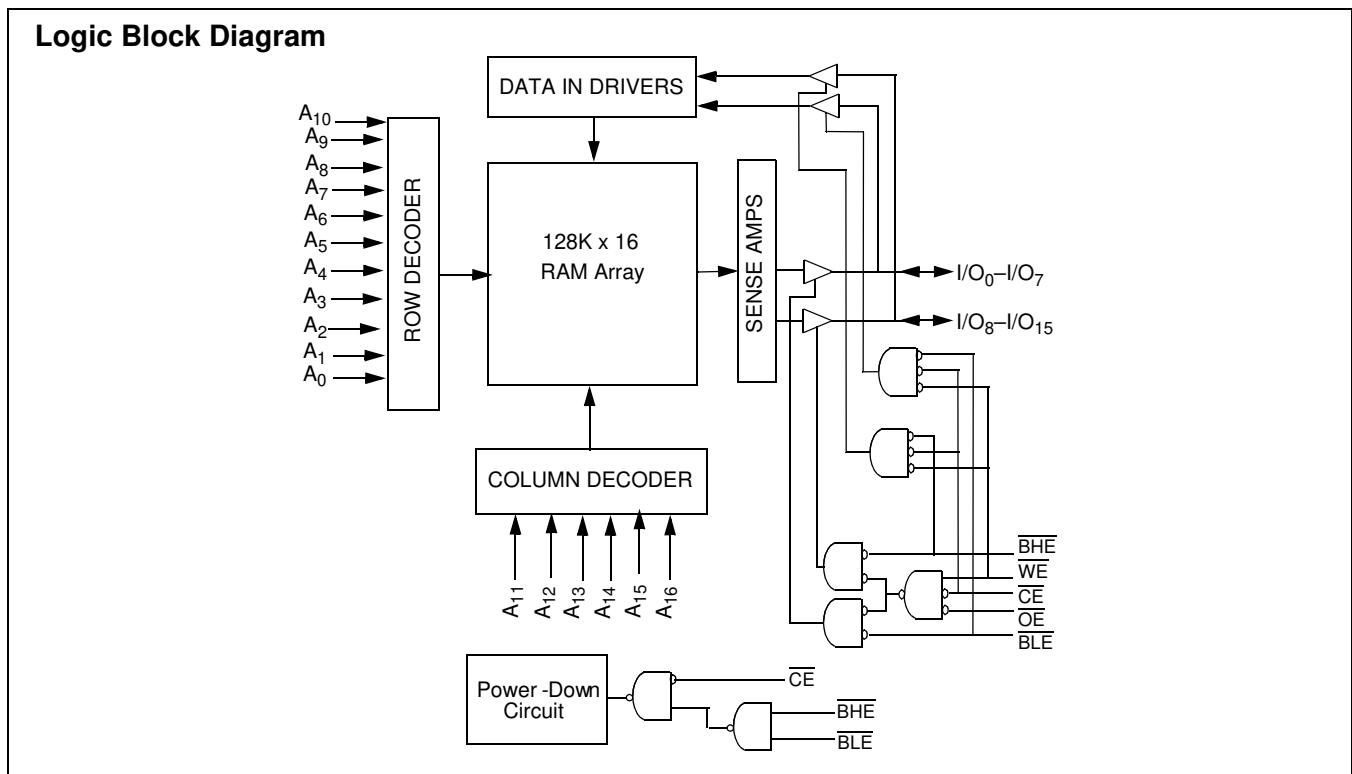 Logic Block Diagram
DATA IN DRIVERS
A10
A9
A8
A7
A6
A5
A4
A3
A2
A1
A0
ROW DECODER
128K x 16
RAM Array
SENSE AMPS
I/O0–I/O7
I/O8–I/O15
COLUMN DECODER
A11
A12
A13
A14
A15
A16
BHE
WE
CE
OE
BLE
Power -Down
Circuit
CE
BHE
BLE